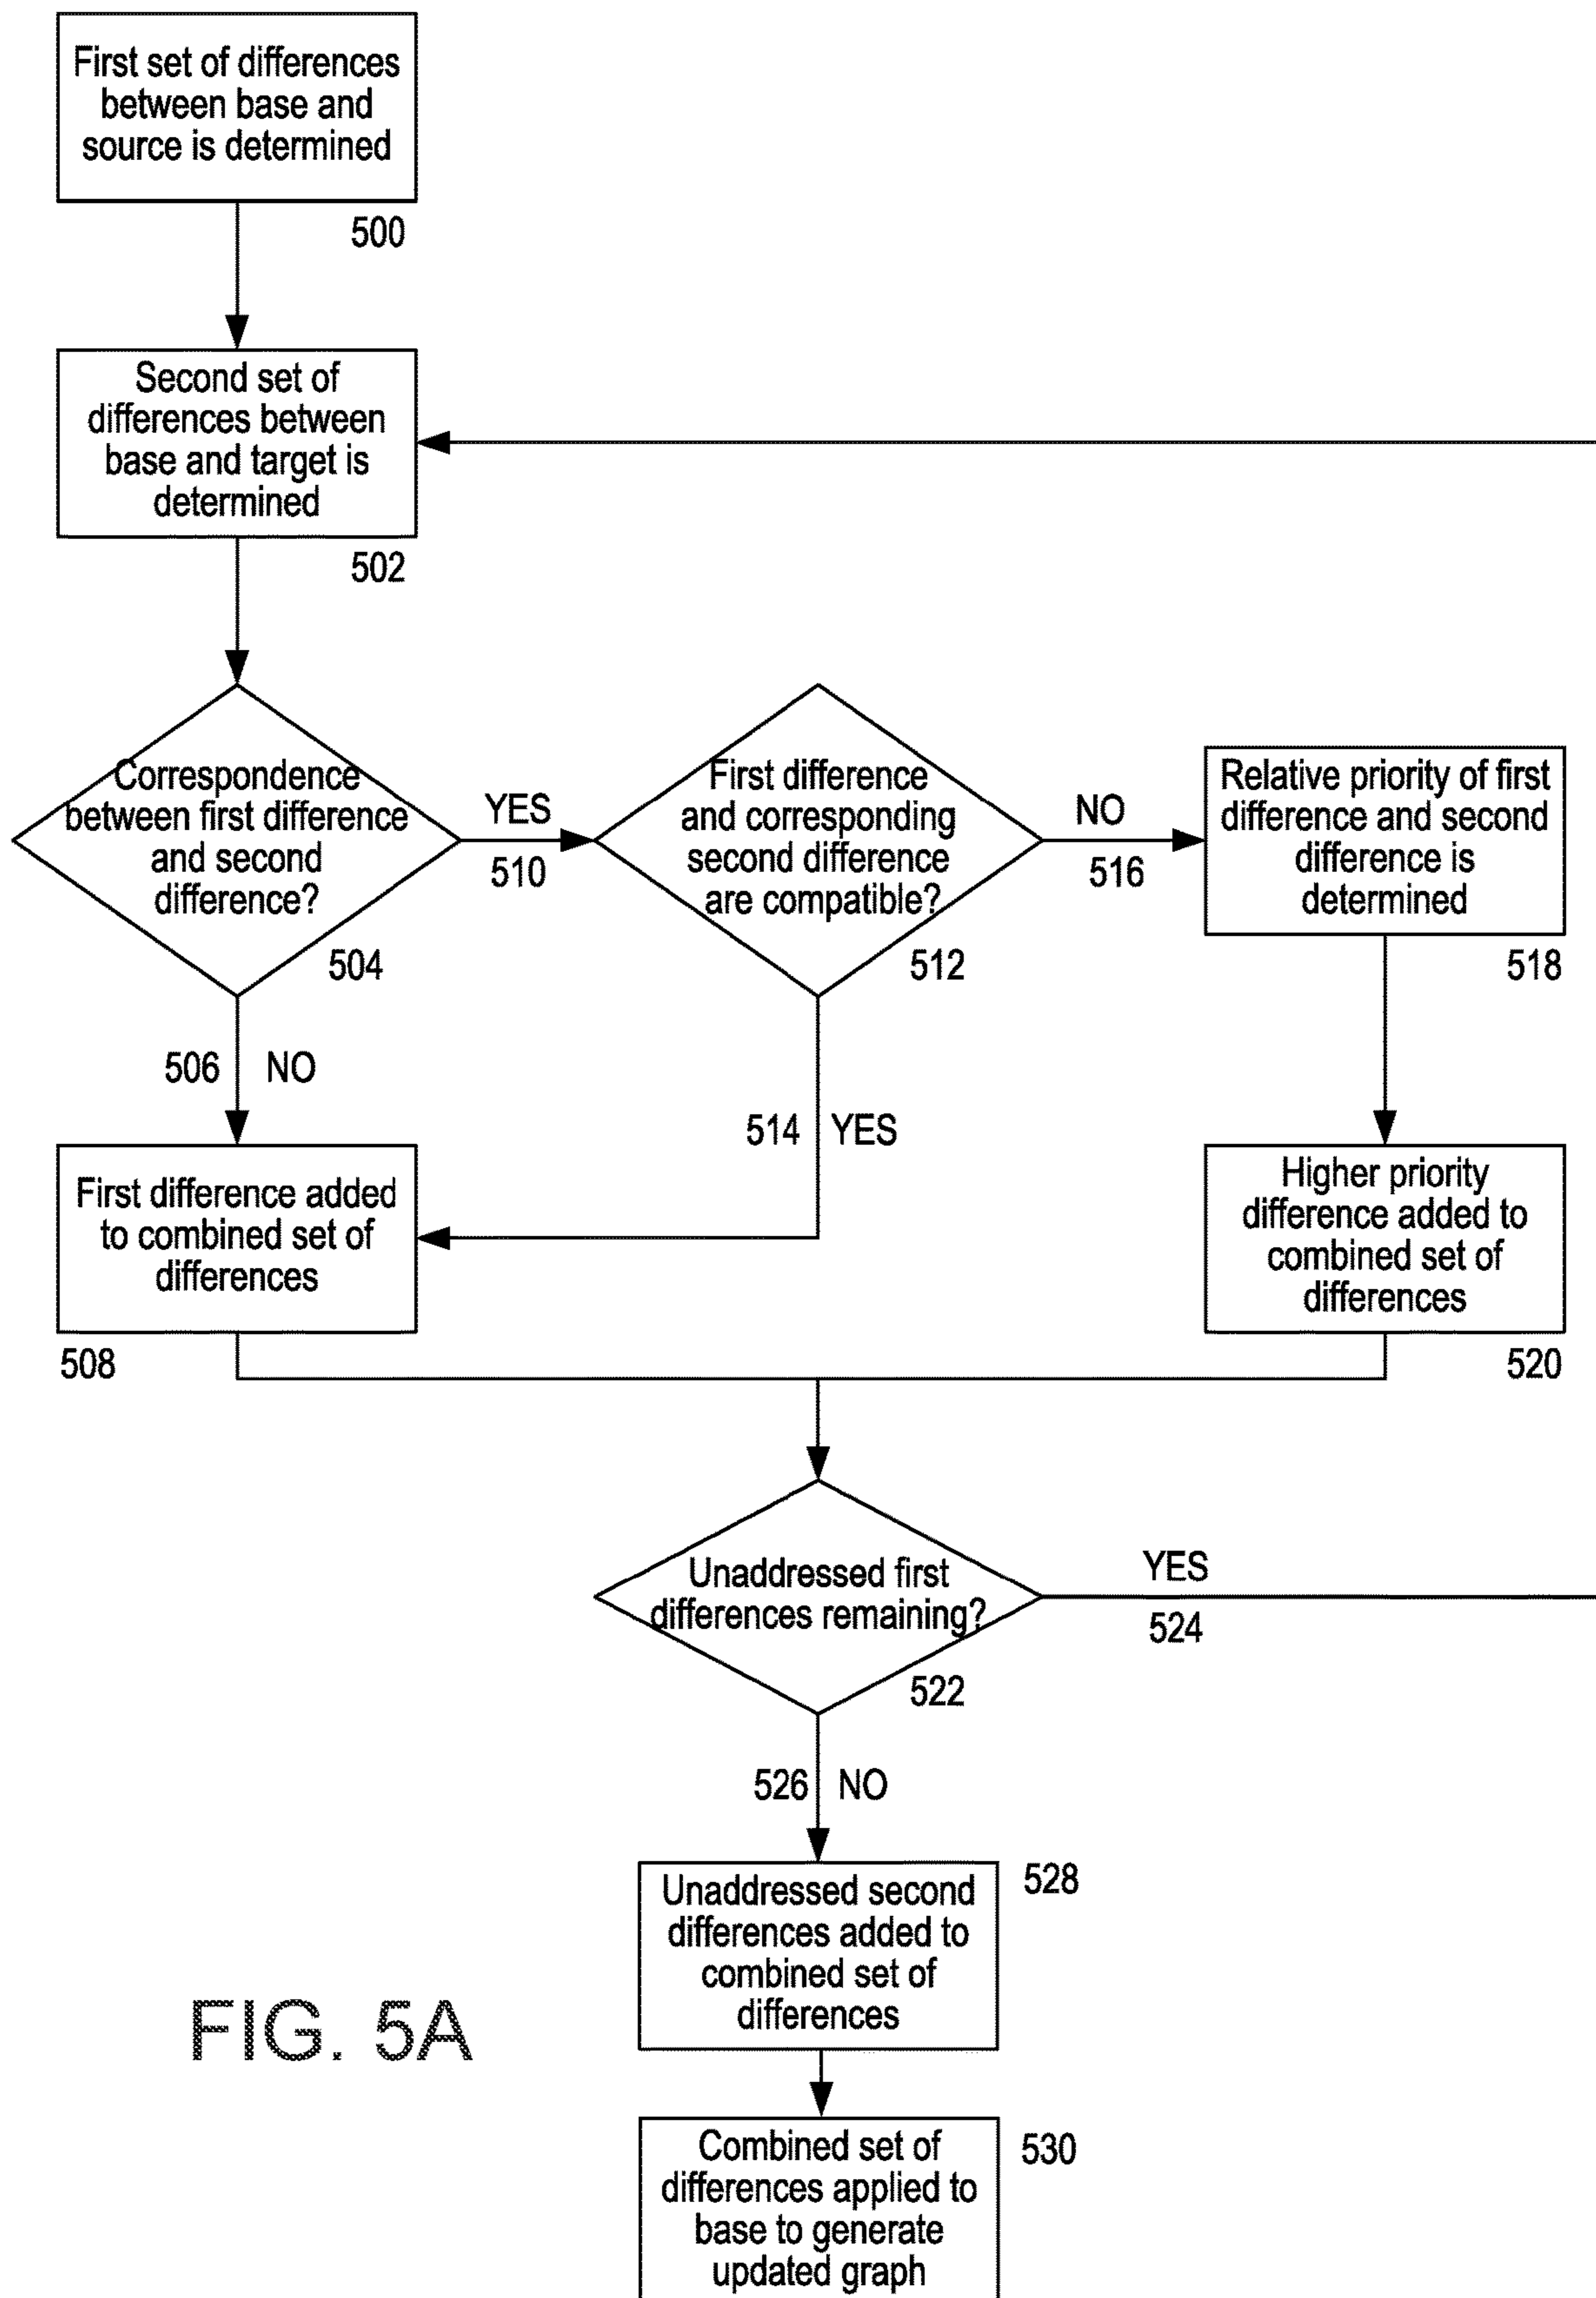 First set of differences
between base and
source is determined
500
Second set of
differences between
base and target is
determined
502
Correspondence
between first difference
and second
difference?
504
YES
510
First difference
and corresponding
second difference
are compatible?
512
NO
516
Relative priority of first
difference and second
difference is
determined
518
506 NO
514 YES
First difference added
to combined set of
differences
508
Higher priority
difference added to
combined set of
differences
520
Unaddressed first
differences remaining?
522
YES
524
526 NO
Unaddressed second
differences added to
combined set of
differences
528
Combined set of
differences applied to
base to generate
updated graph
530
FIG. 5A